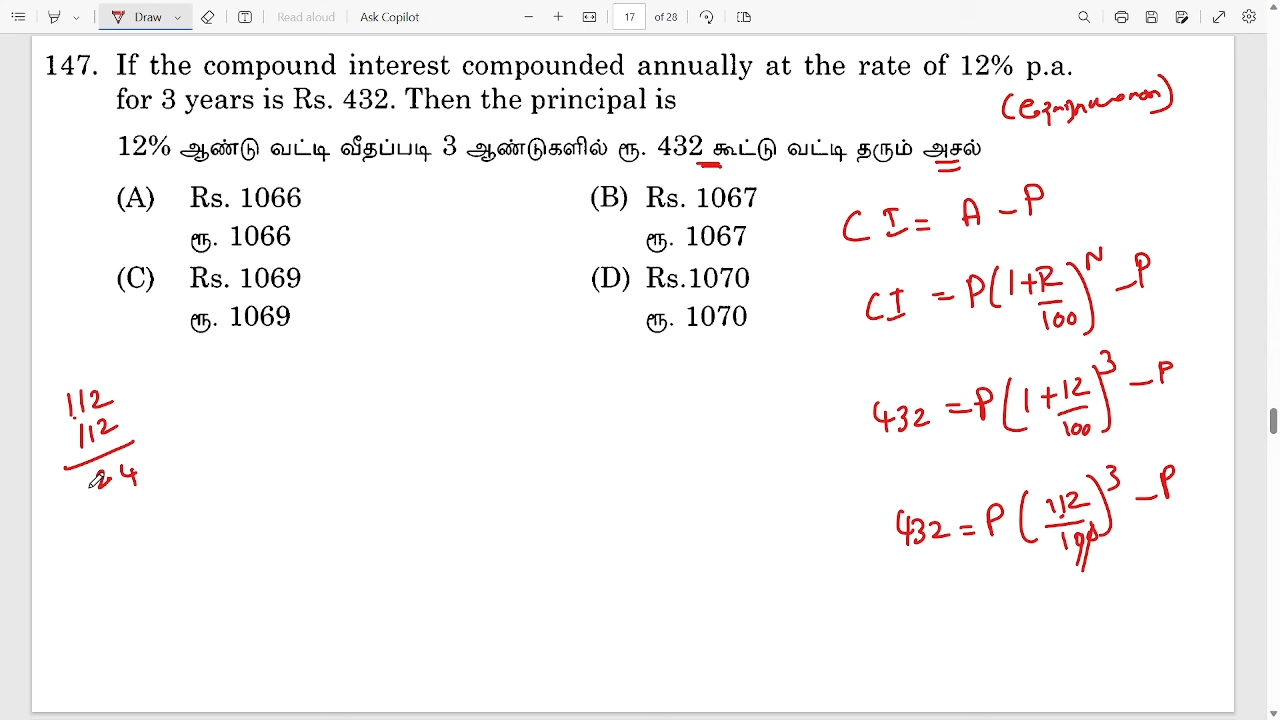 Draw
Read aloud
Ask Copilot
17 of 28
147. If the compound interest compounded annually at the rate of 12% p.a.
for 3 years is Rs. 432. Then the principal is
12% ஆண்டு வட்டி வீதப்படி 3 ஆண்டுகளில் ரூ. 432 கூட்டு வட்டி தரும் அசல்
(A) Rs. 1066 (B) Rs. 1067
ரூ. 1066 ரூ. 1067
(C) Rs. 1069 (D) Rs.1070
ரூ. 1069 ரூ. 1070
CI = A - P
CI = P(1+R/100)^N - P
432 = P(1+12/100)^3 - P
432 = P(112/100)^3 - P
112
112
24